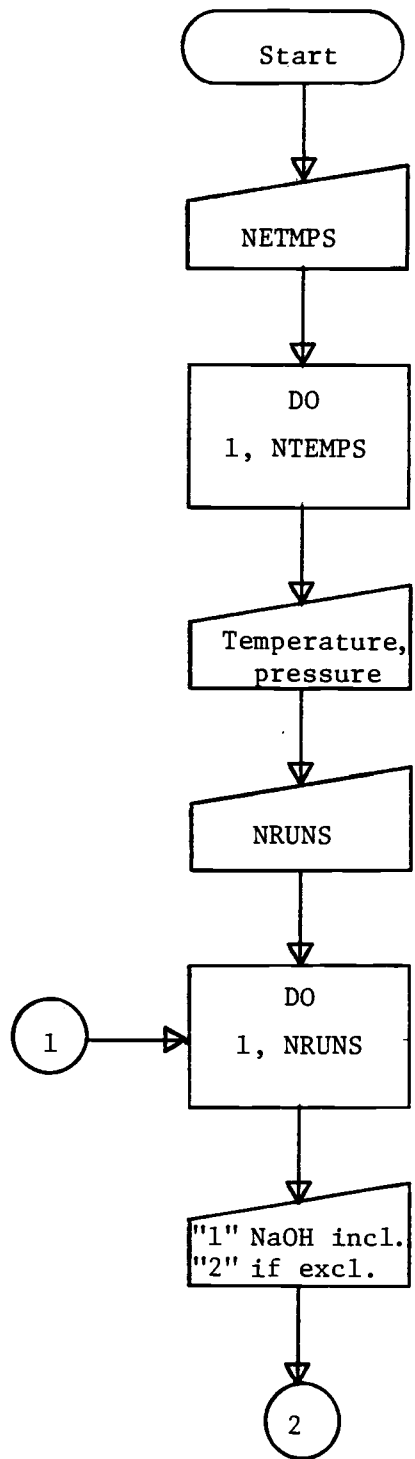 Start
NETMPS
DO
1, NTEMPS
Temperature,
pressure
NRUNS
DO
1, NRUNS
1
"1" NaOH incl.
"2" if excl.
2